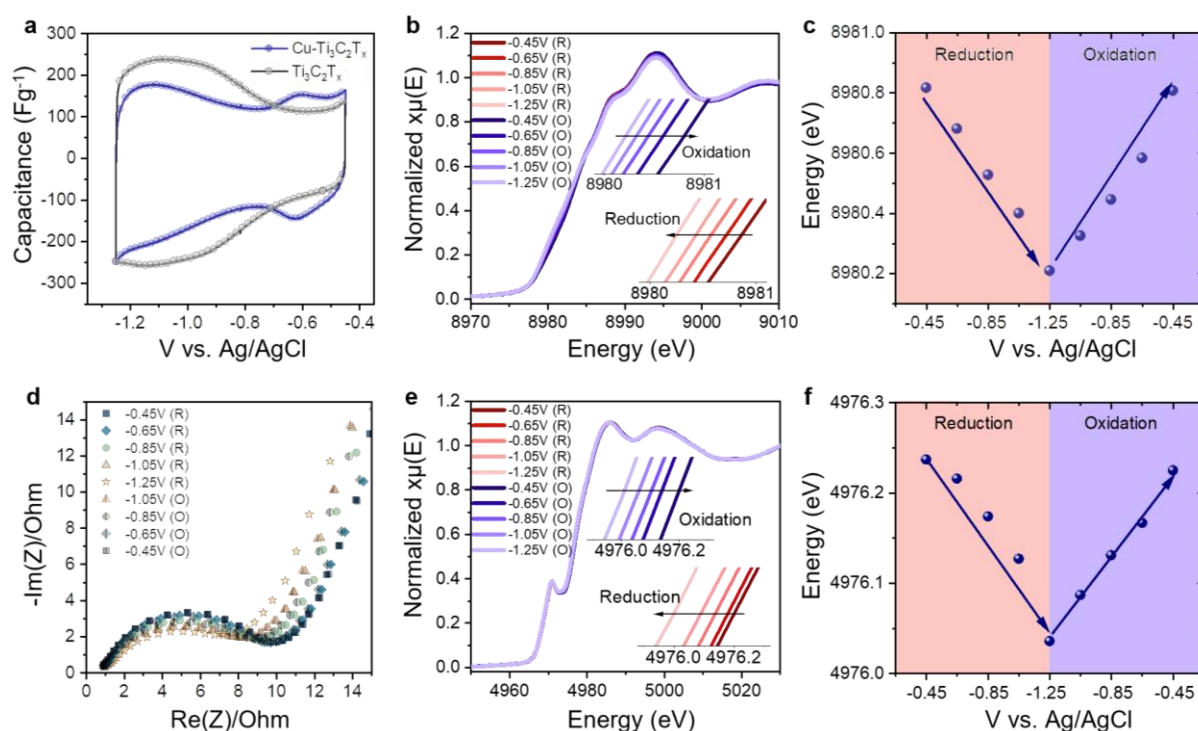 a
Capacitance (Fg⁻¹)
300
200
100
0
-100
-200
-300
Cu-Ti₃C₂Tₓ
Ti₃C₂Tₓ
-1.2 -1.0 -0.8 -0.6 -0.4
V vs. Ag/AgCl
b
Normalized xμ(E)
1.2
1.0
0.8
0.6
0.4
0.2
0.0
-0.45V (R)
-0.65V (R)
-0.85V (R)
-1.05V (R)
-1.25V (R)
-0.45V (O)
-0.65V (O)
-0.85V (O)
-1.05V (O)
-1.25V (O)
Oxidation
8980 8981
Reduction
8980 8981
8970 8980 8990 9000 9010
Energy (eV)
c
Energy (eV)
8981.0
8980.8
8980.6
8980.4
8980.2
Reduction Oxidation
-0.45 -0.85 -1.25 -0.85 -0.45
V vs. Ag/AgCl
d
-Im(Z)/Ohm
14
12
10
8
6
4
2
0
-0.45V (R)
-0.65V (R)
-0.85V (R)
-1.05V (R)
-1.25V (R)
-1.05V (O)
-0.85V (O)
-0.65V (O)
-0.45V (O)
0 2 4 6 8 10 12 14
Re(Z)/Ohm
e
Normalized xμ(E)
1.2
1.0
0.8
0.6
0.4
0.2
0.0
-0.45V (R)
-0.65V (R)
-0.85V (R)
-1.05V (R)
-1.25V (R)
-0.45V (O)
-0.65V (O)
-0.85V (O)
-1.05V (O)
-1.25V (O)
Oxidation
4976.0 4976.2
Reduction
4976.0 4976.2
4960 4980 5000 5020
Energy (eV)
f
Energy (eV)
4976.3
4976.2
4976.1
4976.0
Reduction Oxidation
-0.45 -0.85 -1.25 -0.85 -0.45
V vs. Ag/AgCl